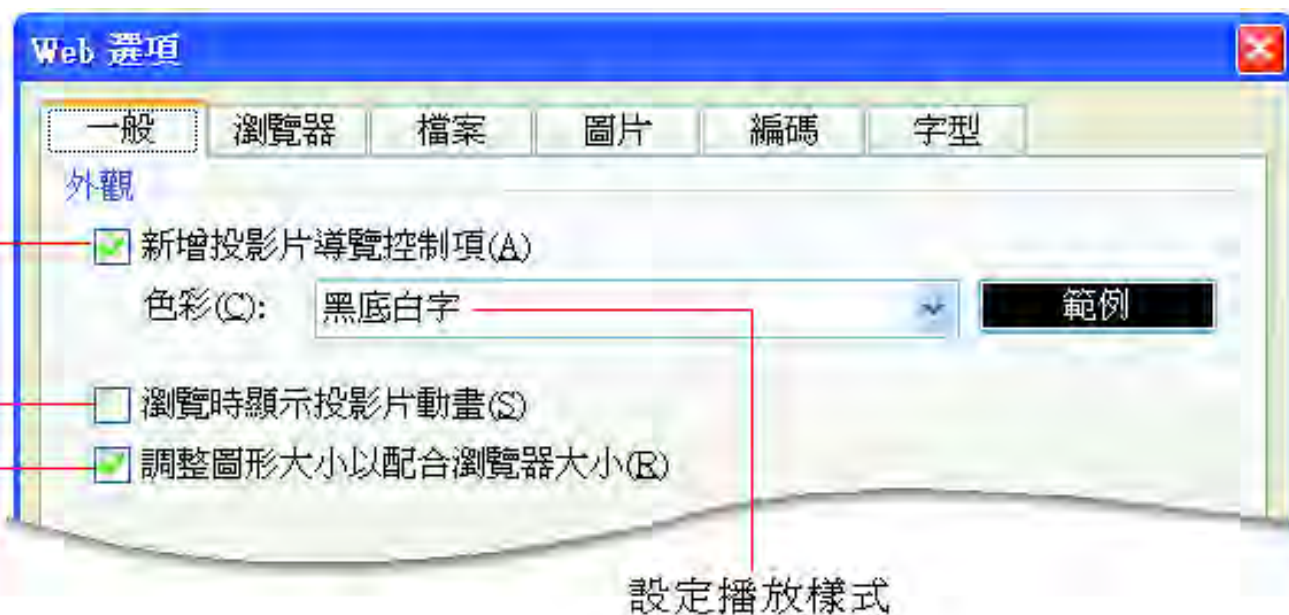 Web 選項
一般 瀏覽器 檔案 圖片 編碼 字型
外觀
新增投影片導覽控制項(A)
色彩(C): 黑底白字 範例
瀏覽時顯示投影片動畫(S)
調整圖形大小以配合瀏覽器大小(R)
設定播放樣式